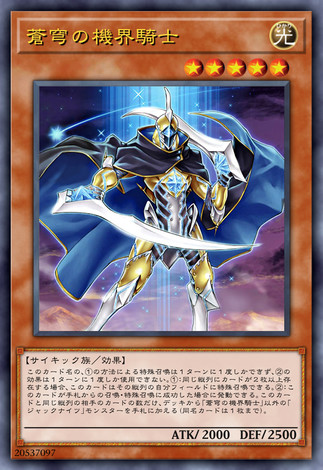 蒼穹の機界騎士
光
【サイキック族／効果】
このカード名の、①の方法による特殊召喚は１ターンに１度しかできず、②の
効果は１ターンに１度しか使用できない。①：同じ縦列にカードが２枚以上存
在する場合、このカードはその縦列の自分フィールドに特殊召喚できる。②：こ
のカードが手札からの召喚・特殊召喚に成功した場合に発動できる。このカー
ドと同じ縦列の相手のカードの数だけ、デッキから「蒼穹の機界騎士」以外の「
ジャックナイツ」モンスターを手札に加える（同名カードは１枚まで）。
ATK/ 2000 DEF/2500
20537097